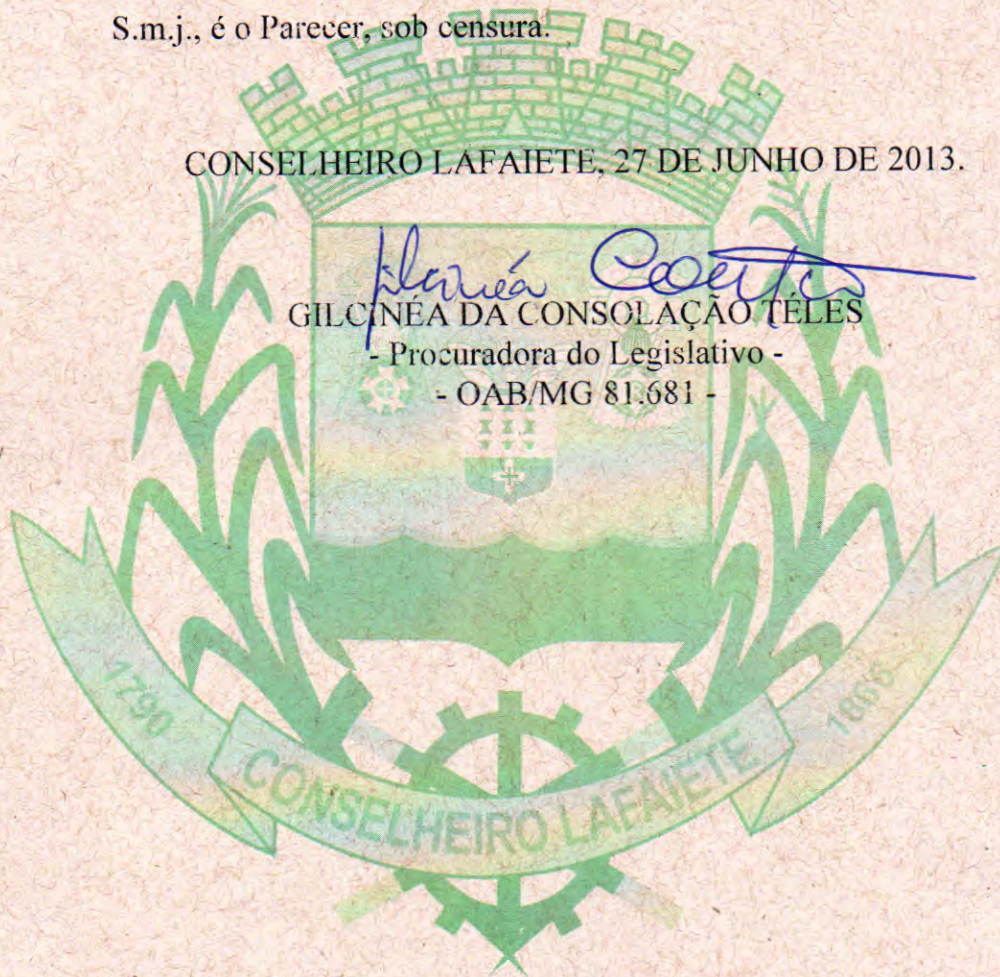 S.m.j., é o Parecer, sob censura.
CONSELHEIRO LAFAIETE, 27 DE JUNHO DE 2013.
GILCINÉA DA CONSOLAÇÃO TÉLES
- Procuradora do Legislativo -
- OAB/MG 81.681 -
1790
CONSELHEIRO LAFAIETE
1866